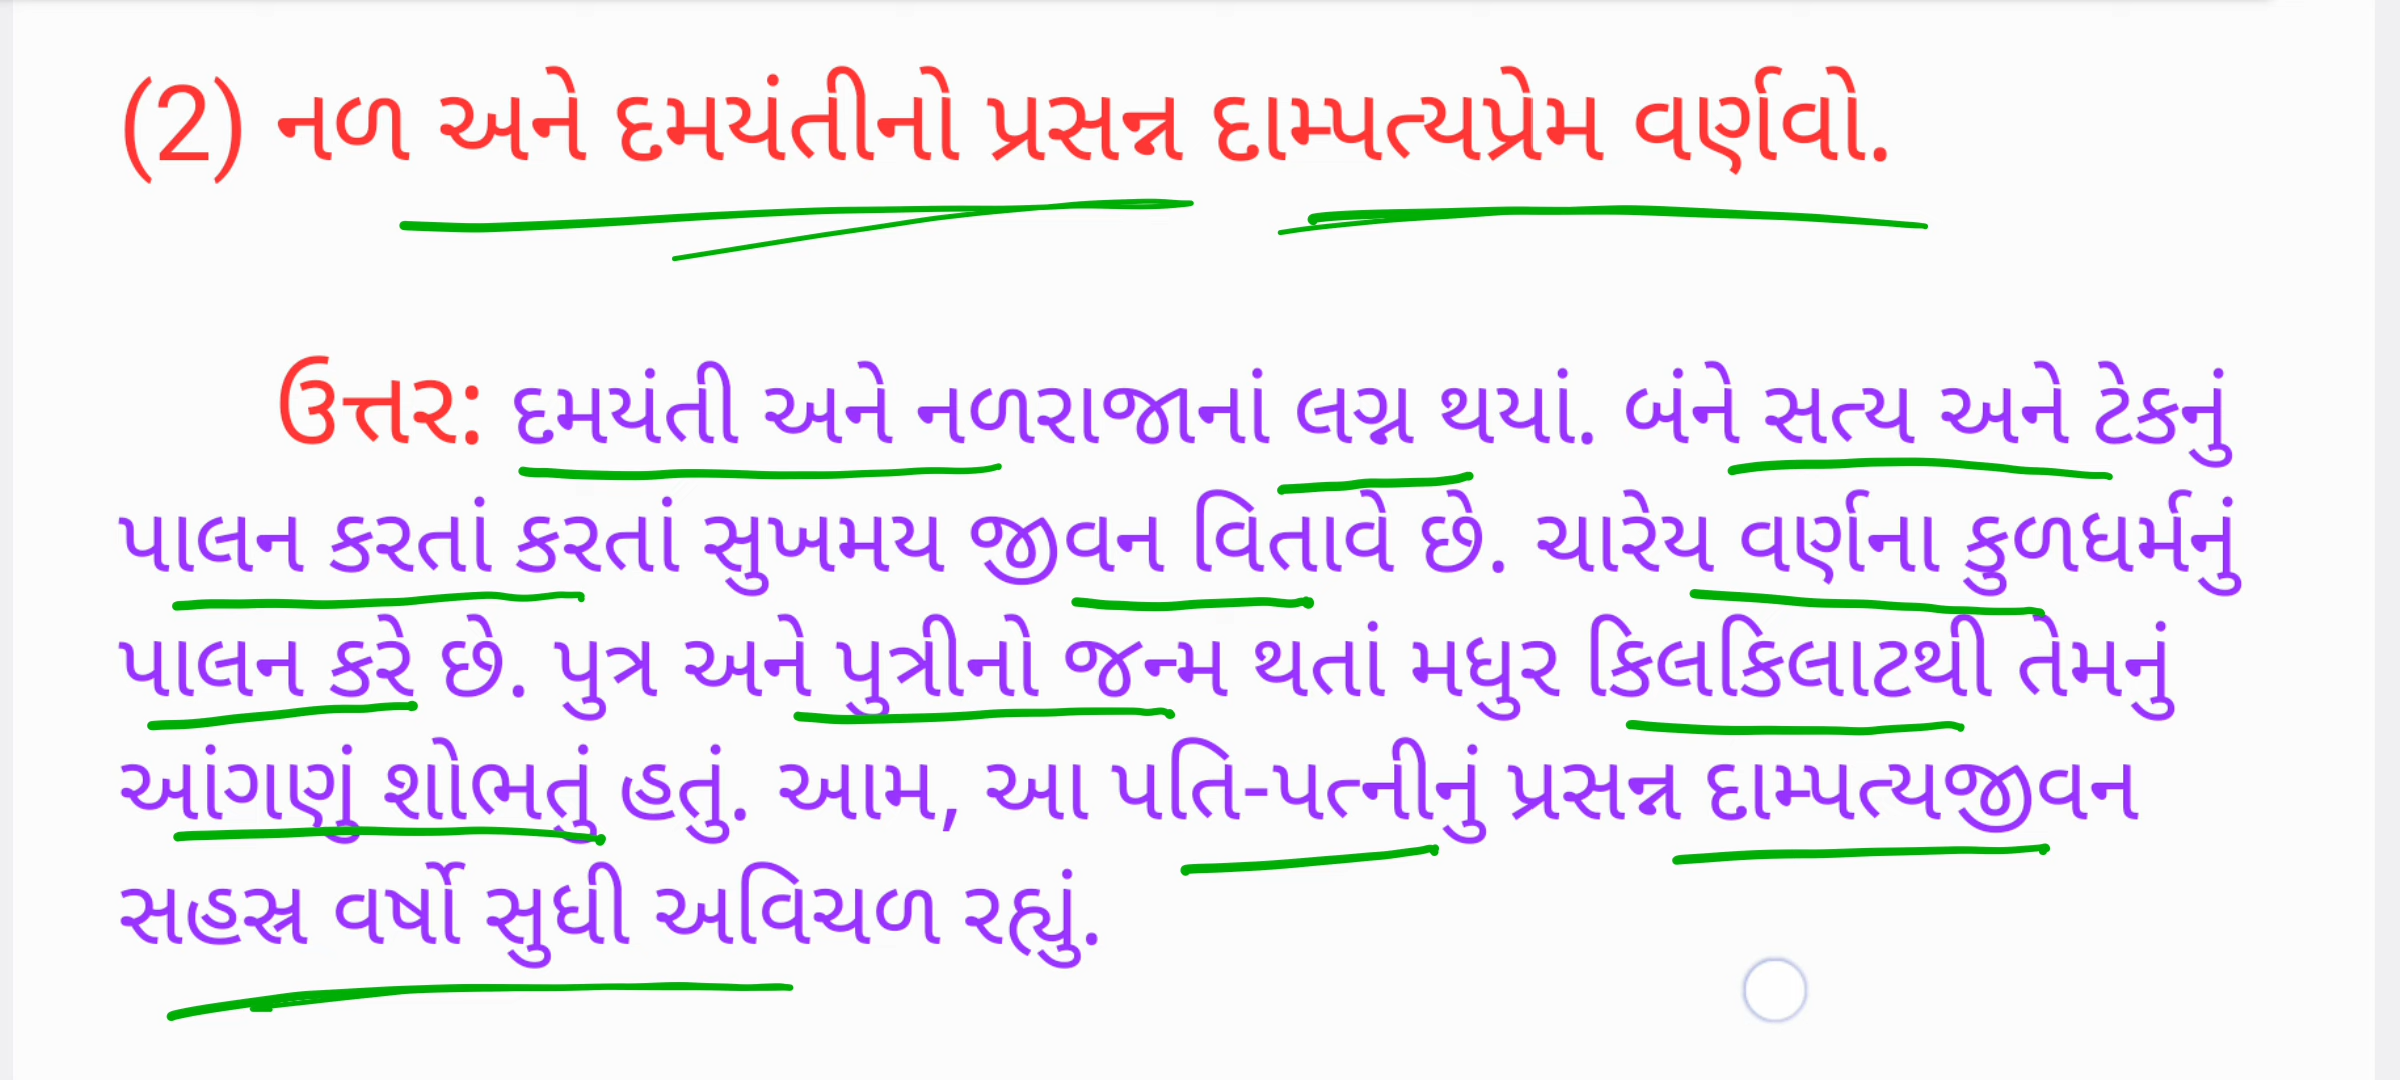 (2) નળ અને દમયંતીનો પ્રસન્ન દામ્પત્યપ્રેમ વર્ણવો.
ઉત્તર: દમયંતી અને નળરાજાનાં લગ્ન થયાં. બંને સત્ય અને ટેકનું
પાલન કરતાં કરતાં સુખમય જીવન વિતાવે છે. ચારેય વર્ણના કુળધર્મનું
પાલન કરે છે. પુત્ર અને પુત્રીનો જન્મ થતાં મધુર કિલકિલાટથી તેમનું
આંગણું શોભતું હતું. આમ, આ પતિ-પત્નીનું પ્રસન્ન દામ્પત્યજીવન
સહસ્ર વર્ષો સુધી અવિચળ રહ્યું.